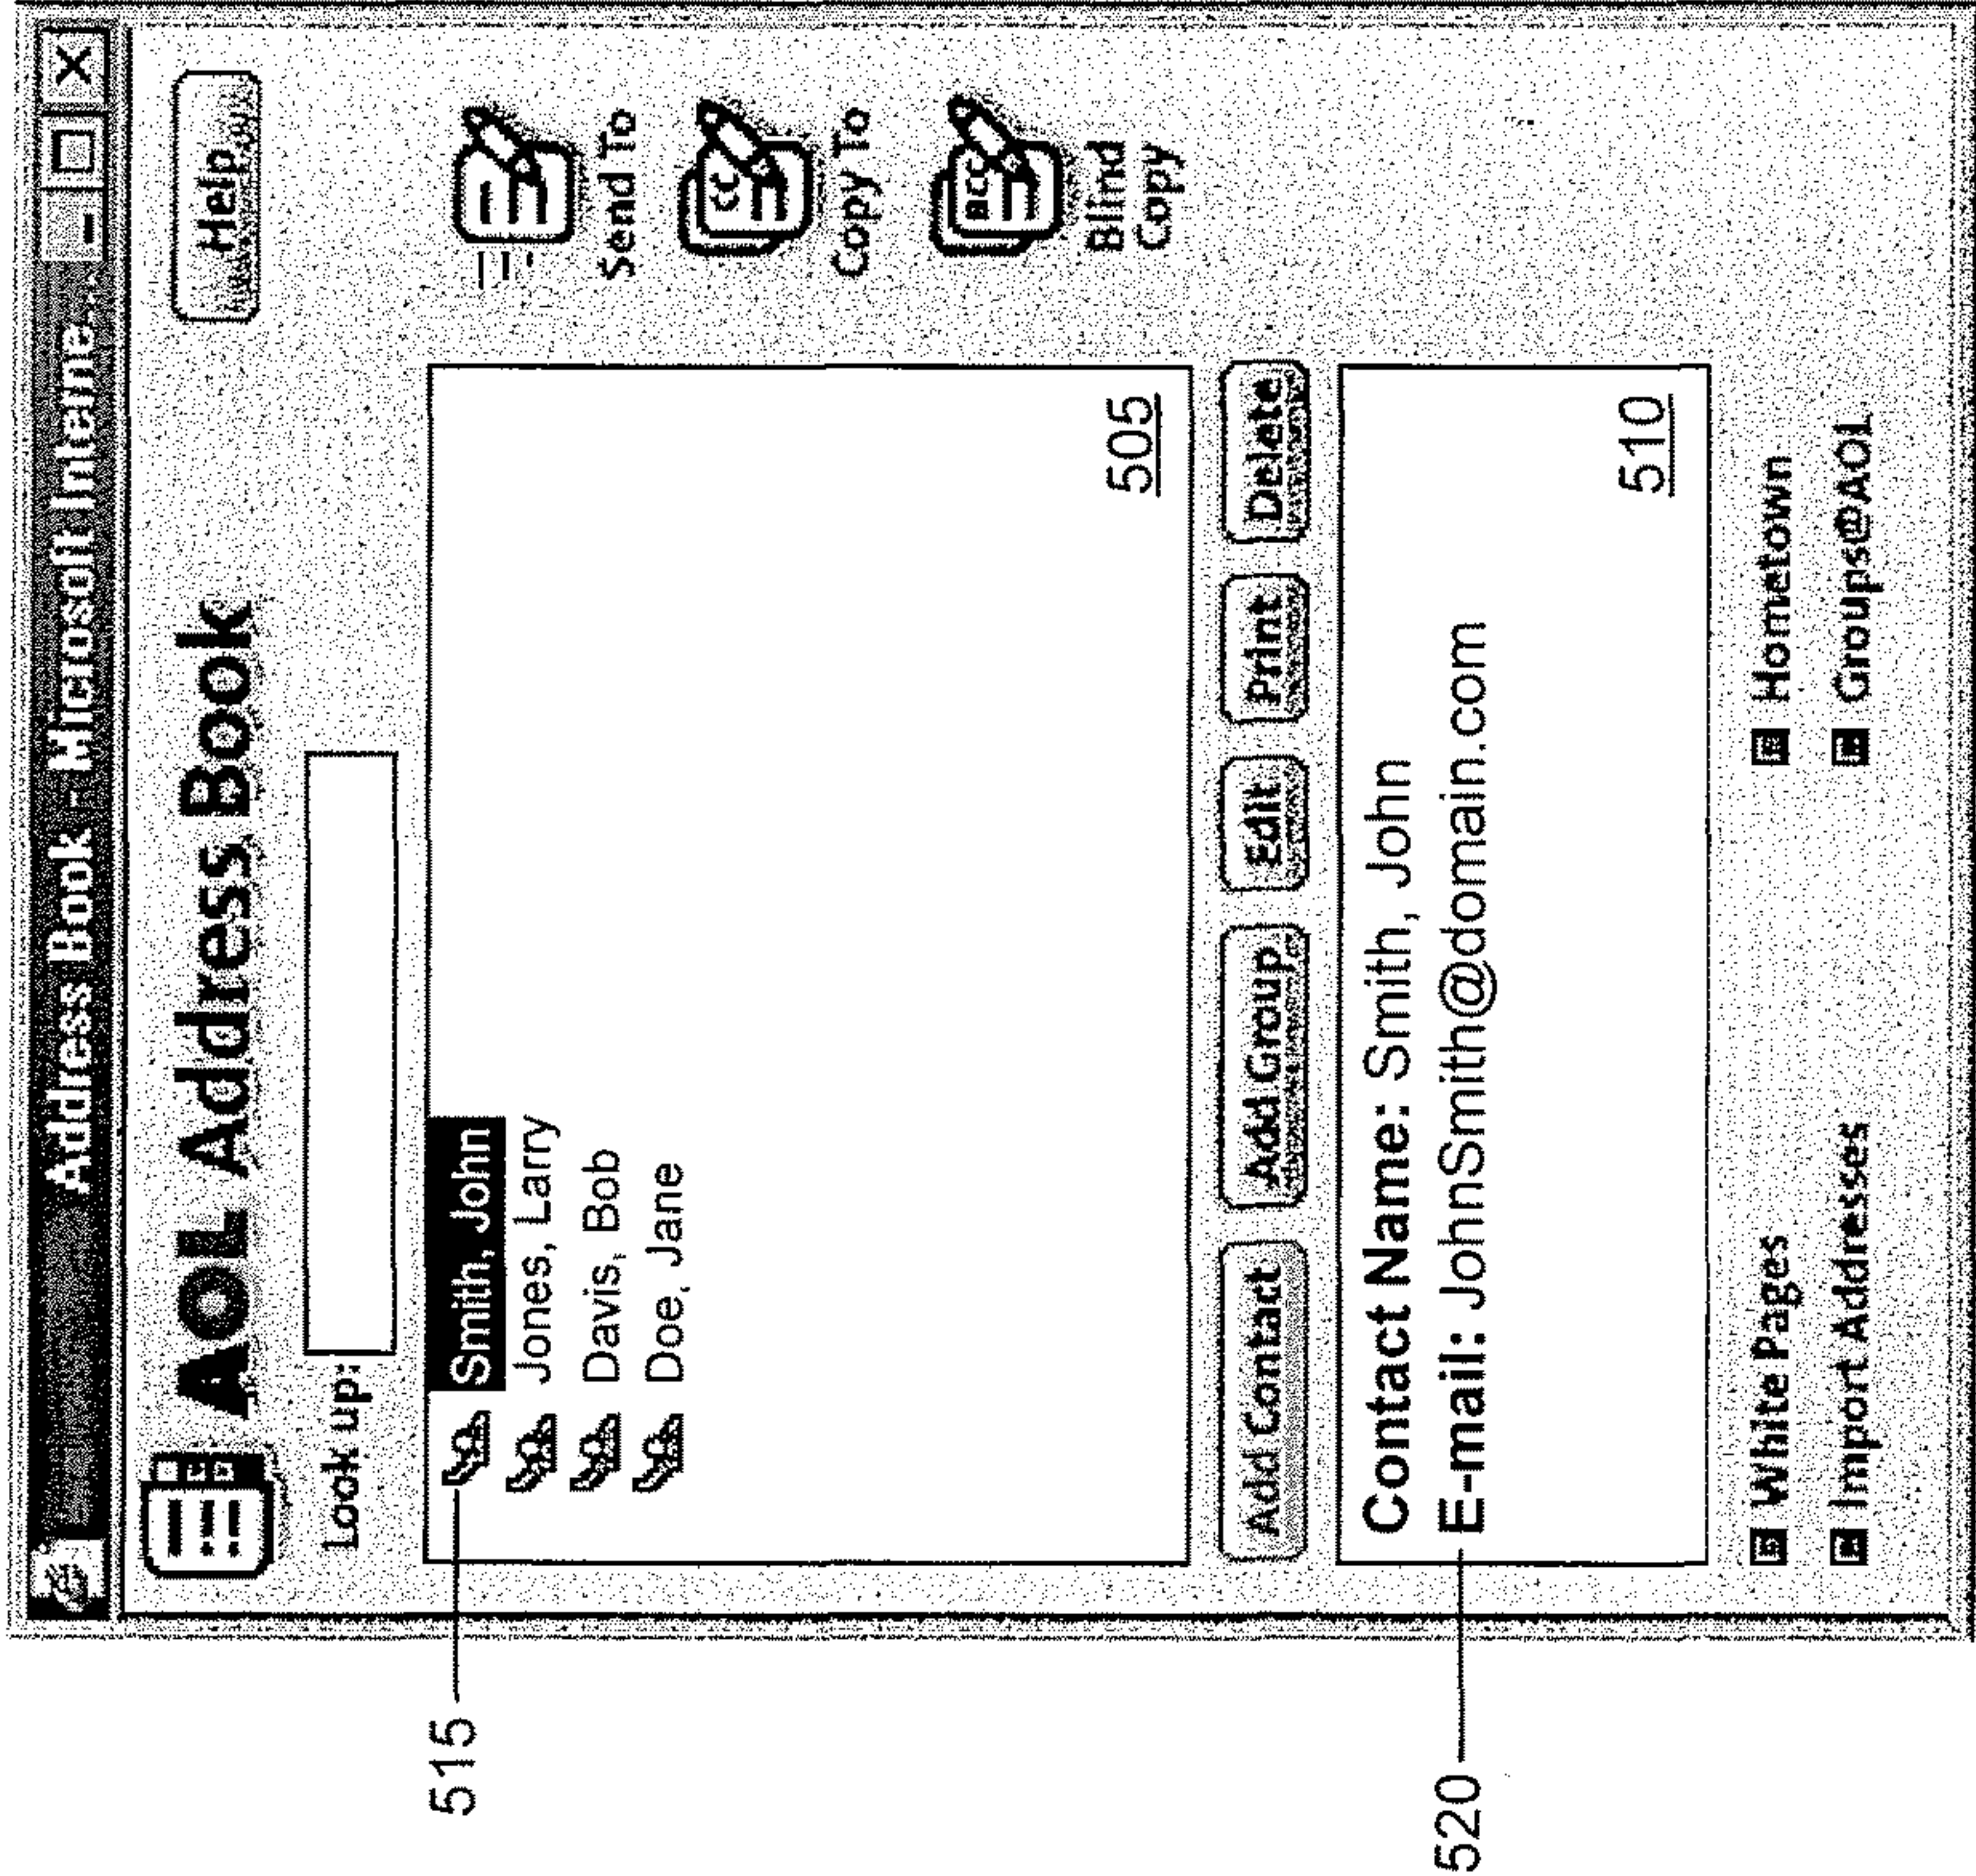 Address Book - Microsoft Interne...
AOL Address Book
Help
Look up:
515
Smith, John
Jones, Larry
Davis, Bob
Doe, Jane
505
Send To
CC
Copy To
BCC
Blind
Copy
Add Contact Add Group Edit Print Delete
Contact Name: Smith, John
520
E-mail: JohnSmith@domain.com
510
White Pages Hometown
Import Addresses Groups@AOL